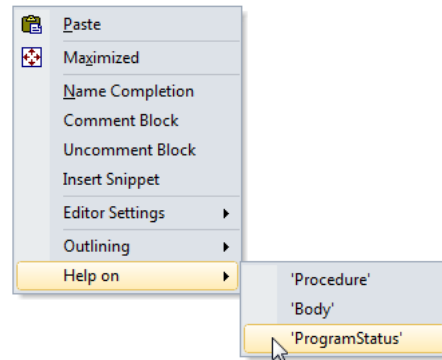 Paste
Maximized
Name Completion
Comment Block
Uncomment Block
Insert Snippet
Editor Settings
Outlining
Help on
'Procedure'
'Body'
'ProgramStatus'